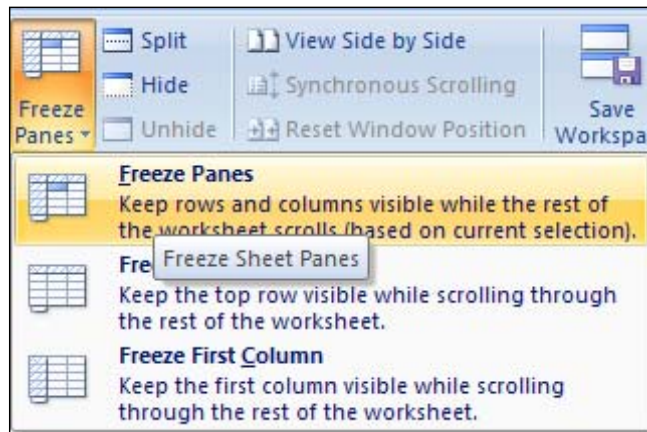 Split
View Side by Side
Hide
Synchronous Scrolling
Freeze
Panes
Unhide
Reset Window Position
Save
Workspa
Freeze Panes
Keep rows and columns visible while the rest of
the worksheet scrolls (based on current selection).
Fre
Freeze Sheet Panes
Keep the top row visible while scrolling through
the rest of the worksheet.
Freeze First Column
Keep the first column visible while scrolling
through the rest of the worksheet.